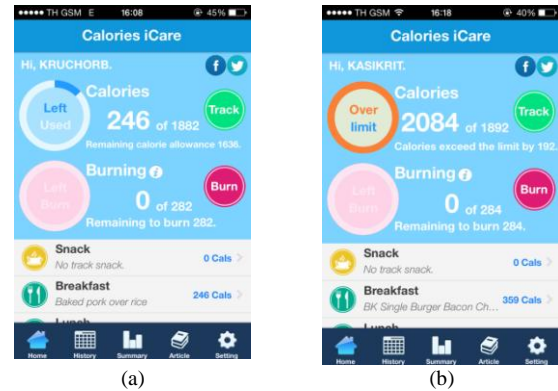 TH GSM E 16:08 45%
Calories iCare
Hi, KRUCHORB.
Left
Used
Calories
246 of 1882
Track
Remaining calorie allowance 1636.
Left
Burn
Burning i
0 of 282
Burn
Remaining to burn 282.
Snack
No track snack.
0 Cals
Breakfast
Baked pork over rice
246 Cals
Lunch
Home History Summary Article Setting
(a)
TH GSM 16:18 40%
Calories iCare
Hi, KASIKRIT.
Over
limit
Calories
2084 of 1892
Track
Calories exceed the limit by 192.
Left
Burn
Burning i
0 of 284
Burn
Remaining to burn 284.
Snack
No track snack.
0 Cals
Breakfast
BK Single Burger Bacon Ch...
359 Cals
Lunch
Home History Summary Article Setting
(b)